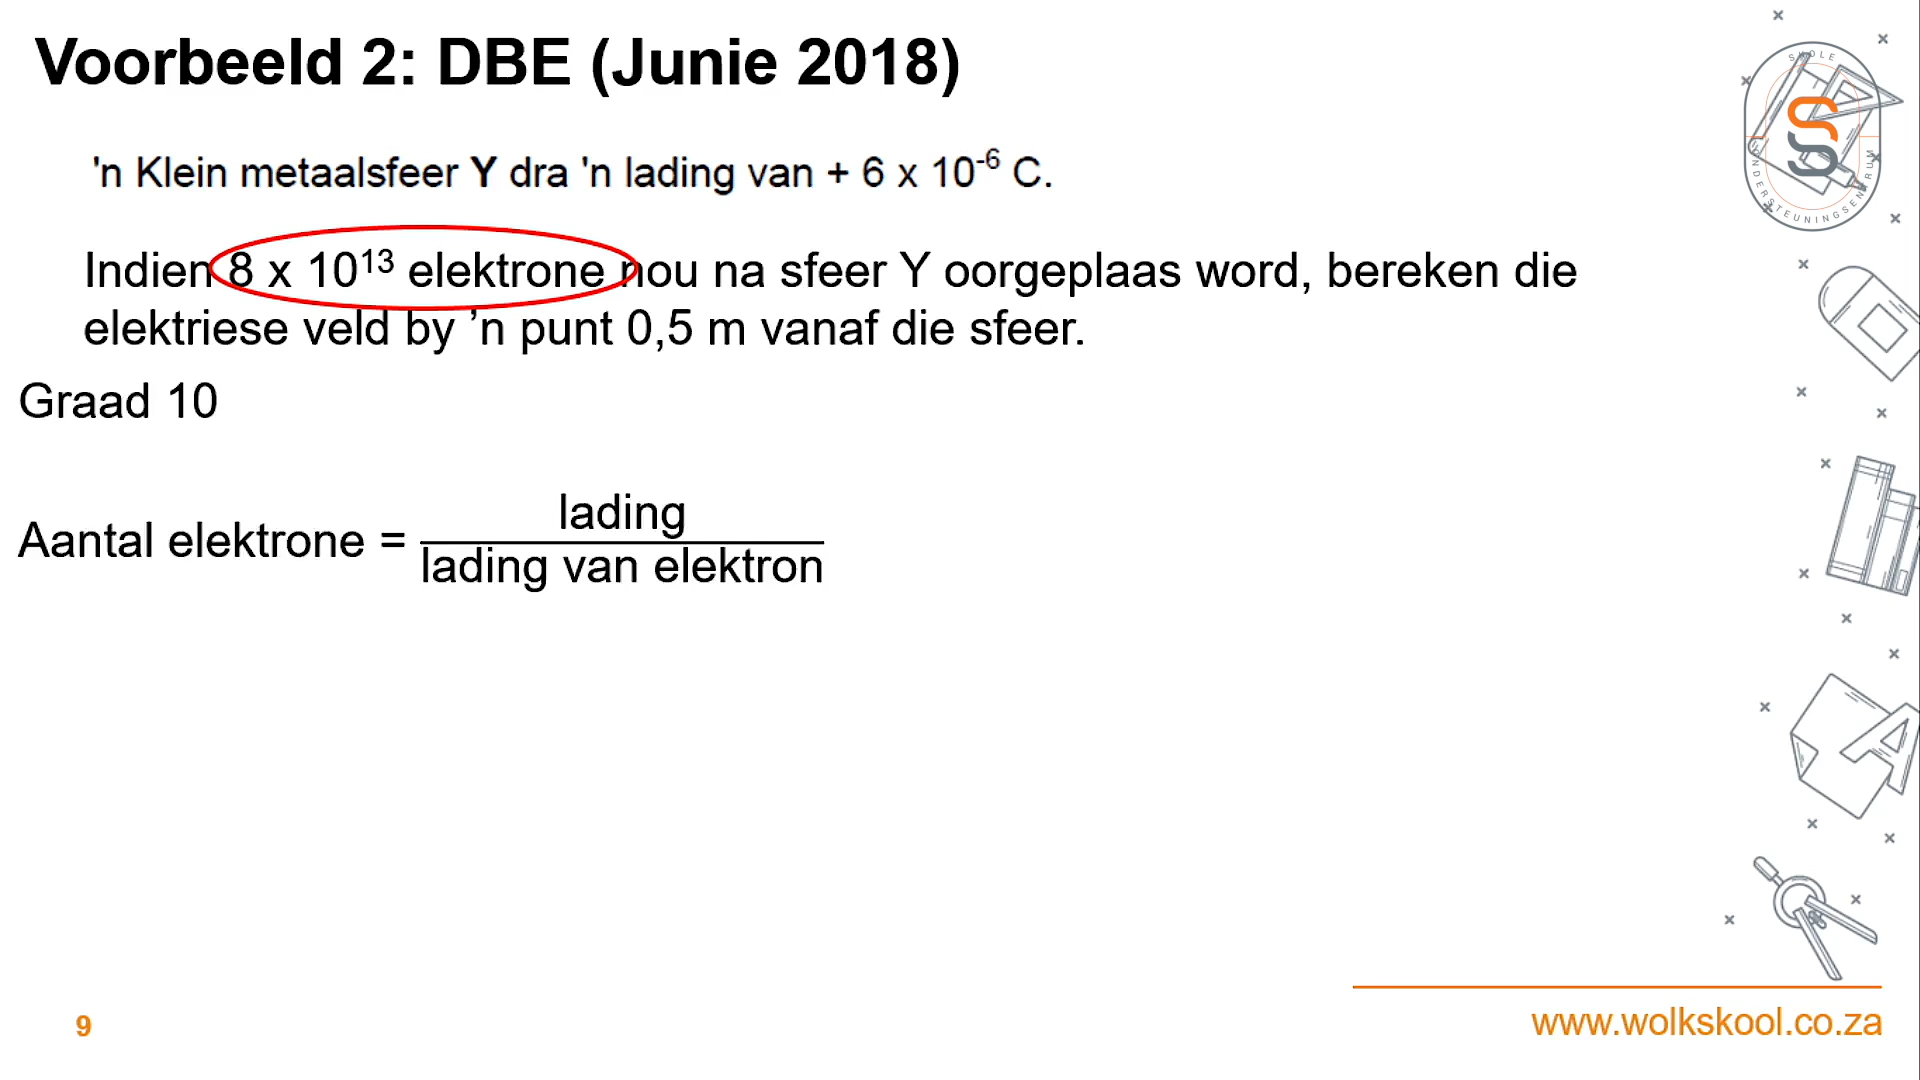 Voorbeeld 2: DBE (Junie 2018)
'n Klein metaalsfeer Y dra 'n lading van + 6 x 10⁻⁶ C.
Indien 8 x 10¹³ elektrone nou na sfeer Y oorgeplaas word, bereken die
elektriese veld by ’n punt 0,5 m vanaf die sfeer.
Graad 10
Aantal elektrone =
lading
lading van elektron
SKOLE
ONDERSTEUNINGSENTRUM
9
www.wolkskool.co.za